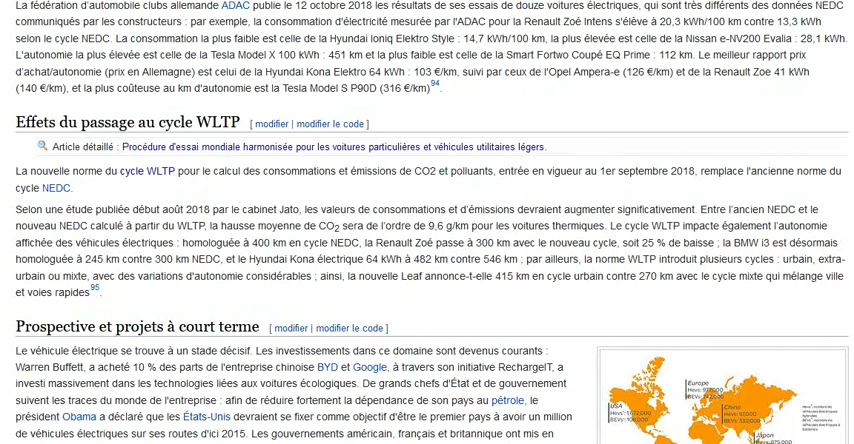 La fédération d'automobile clubs allemande ADAC publie le 12 octobre 2018 les résultats de ses essais de douze voitures électriques, qui sont très différents des données NEDC
communiqués par les constructeurs : par exemple, la consommation d'électricité mesurée par l'ADAC pour la Renault Zoé Intens s'élève à 20,3 kWh/100 km contre 13,3 kWh
selon le cycle NEDC. La consommation la plus faible est celle de la Hyundai Ioniq Elektro Style : 14,7 kWh/100 km, la plus élevée est celle de la Nissan e-NV200 Evalia : 28,1 kWh.
L'autonomie la plus élevée est celle de la Tesla Model X 100 kWh : 451 km et la plus faible est celle de la Smart Fortwo Coupé EQ Prime : 112 km. Le meilleur rapport prix
d'achat/autonomie (prix en Allemagne) est celui de la Hyundai Kona Elektro 64 kWh : 103 €/km, suivi par ceux de l'Opel Ampera-e (126 €/km) et de la Renault Zoe 41 kWh
(140 €/km), et la plus coûteuse au km d'autonomie est la Tesla Model S P90D (316 €/km)94.
Effets du passage au cycle WLTP [ modifier | modifier le code ]
Article détaillé : Procédure d'essai mondiale harmonisée pour les voitures particulières et véhicules utilitaires légers.
La nouvelle norme du cycle WLTP pour le calcul des consommations et émissions de CO2 et polluants, entrée en vigueur au 1er septembre 2018, remplace l'ancienne norme du
cycle NEDC.
Selon une étude publiée début août 2018 par le cabinet Jato, les valeurs de consommations et d'émissions devraient augmenter significativement. Entre l'ancien NEDC et le
nouveau NEDC calculé à partir du WLTP, la hausse moyenne de CO2 sera de l'ordre de 9,6 g/km pour les voitures thermiques. Le cycle WLTP impacte également l'autonomie
affichée des véhicules électriques : homologuée à 400 km en cycle NEDC, la Renault Zoé passe à 300 km avec le nouveau cycle, soit 25 % de baisse ; la BMW i3 est désormais
homologuée à 245 km contre 300 km NEDC, et le Hyundai Kona électrique 64 kWh à 482 km contre 546 km ; par ailleurs, la norme WLTP introduit plusieurs cycles : urbain, extra-
urbain ou mixte, avec des variations d'autonomie considérables ; ainsi, la nouvelle Leaf annonce-t-elle 415 km en cycle urbain contre 270 km avec le cycle mixte qui mélange ville
et voies rapides95.
Prospective et projets à court terme [ modifier | modifier le code ]
Le véhicule électrique se trouve à un stade décisif. Les investissements dans ce domaine sont devenus courants :
Warren Buffett, a acheté 10 % des parts de l'entreprise chinoise BYD et Google, à travers son initiative RechargeIT, a
investi massivement dans les technologies liées aux voitures écologiques. De grands chefs d'État et de gouvernement
suivent les traces du monde de l'entreprise : afin de réduire fortement la dépendance de son pays au pétrole, le
président Obama a déclaré que les États-Unis devraient se fixer comme objectif d'être le premier pays à avoir un million
de véhicules électriques sur ses routes d'ici 2015. Les gouvernements américain, français et britannique ont mis en
Europe
USA
China
Japan